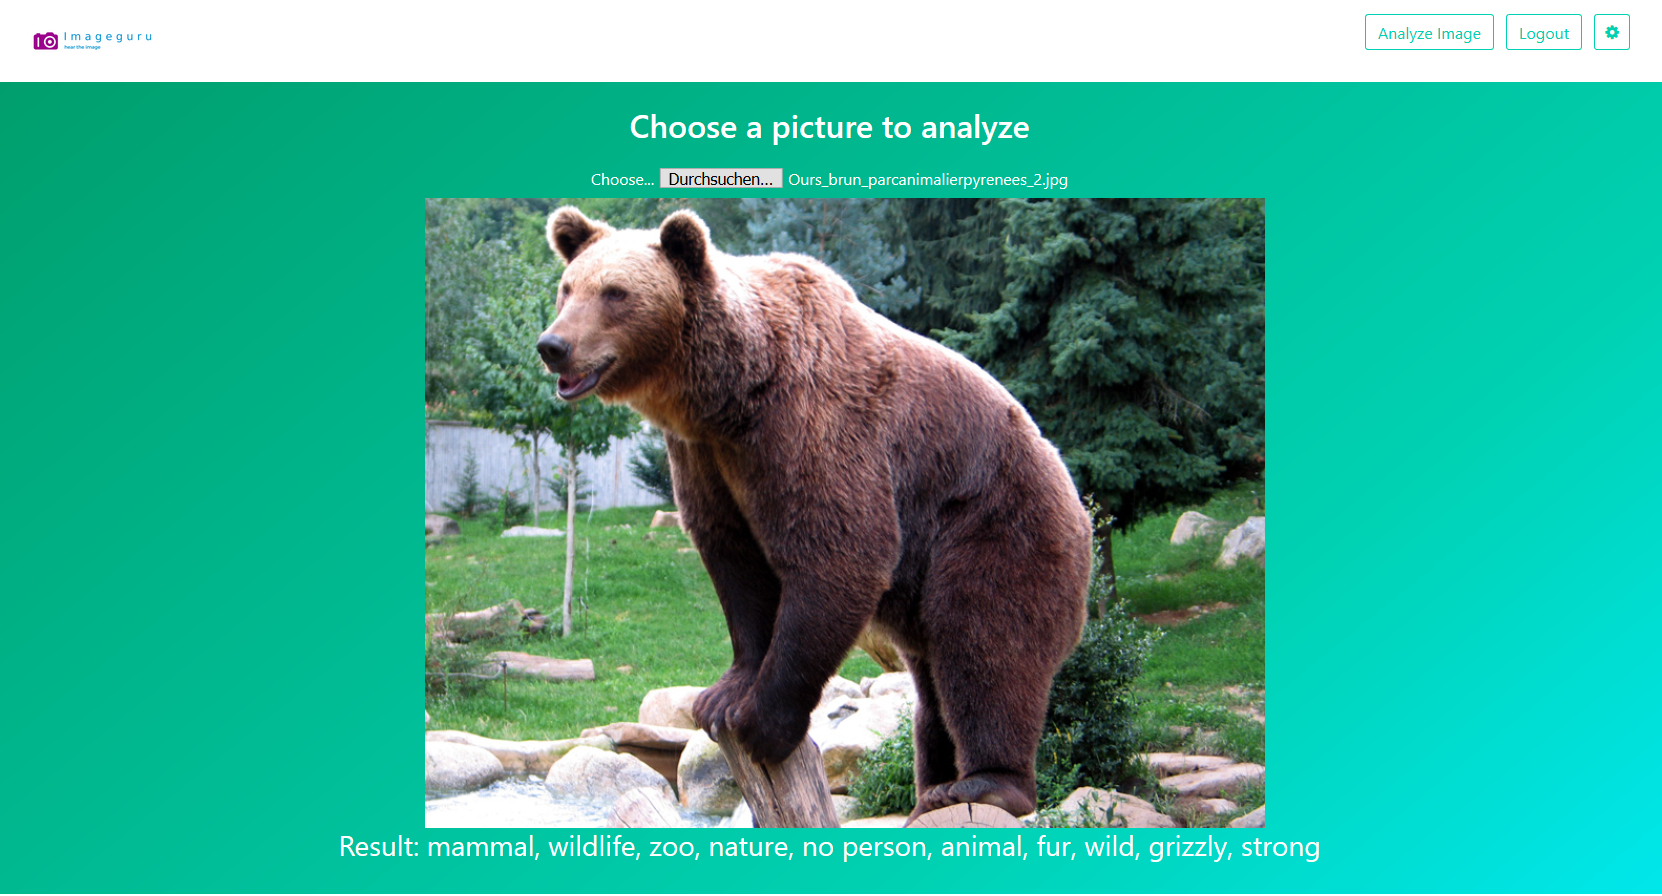 Imageguru
hear the image
Analyze Image
Logout
Choose a picture to analyze
Choose... Durchsuchen... Ours_brun_parcanimalierpyrenees_2.jpg
Result: mammal, wildlife, zoo, nature, no person, animal, fur, wild, grizzly, strong